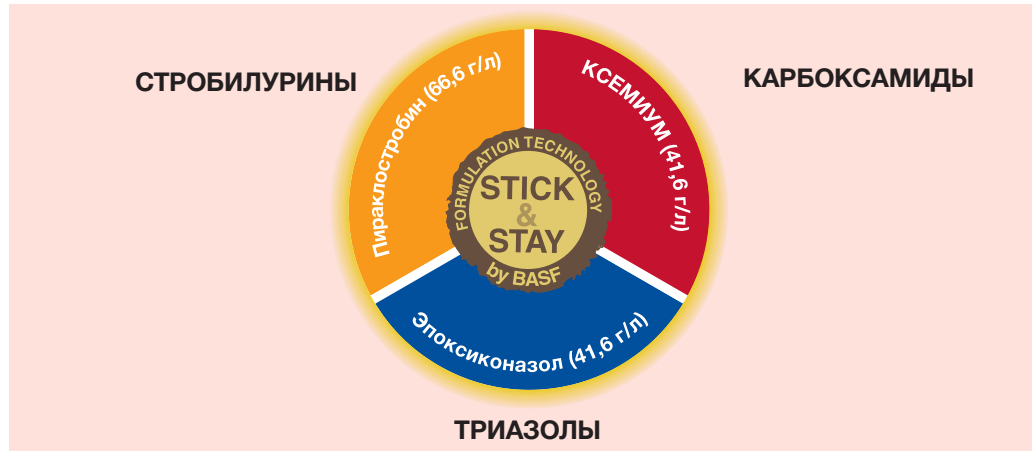 СТРОБИЛУРИНЫ
КАРБОКСАМИДЫ
Пираклостробин (66,6 г/л)
КСЕМИУМ (41,6 г/л)
FORMULATION TECHNOLOGY
STICK
&
STAY
by BASF
Эпоксиконазол (41,6 г/л)
ТРИАЗОЛЫ